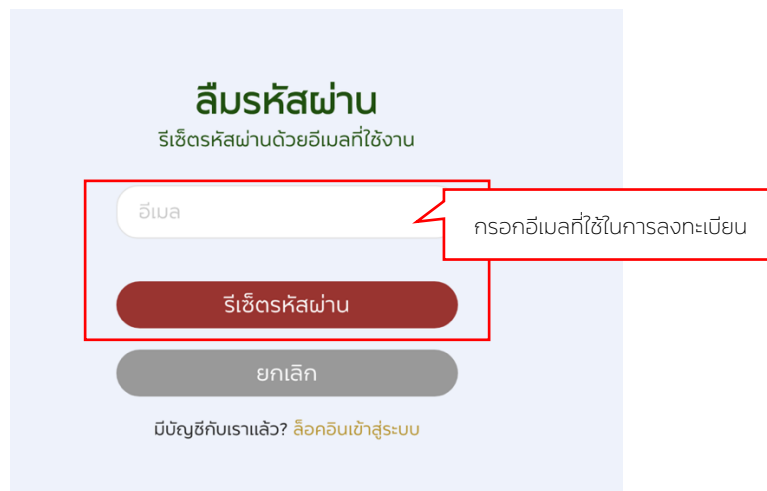 ลืมรหัสผ่าน
รีเซ็ตรหัสผ่านด้วยอีเมลที่ใช้งาน
อีเมล
กรอกอีเมลที่ใช้ในการลงทะเบียน
รีเซ็ตรหัสผ่าน
ยกเลิก
มีบัญชีกับเราแล้ว? ล็อคอินเข้าสู่ระบบ